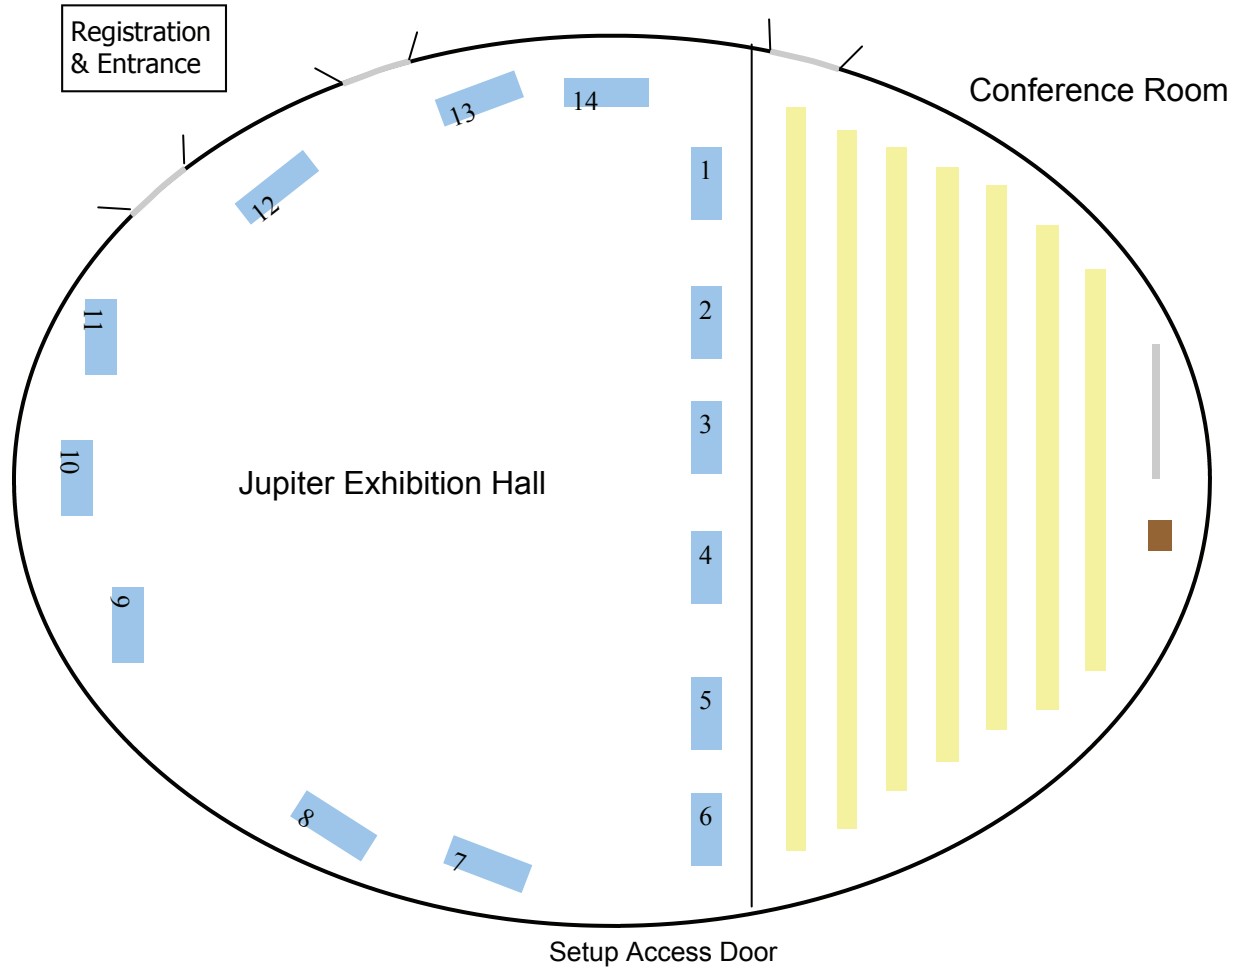 Registration
& Entrance
Conference Room
13
14
1
12
2
11
3
10
Jupiter Exhibition Hall
4
9
5
8
6
7
Setup Access Door